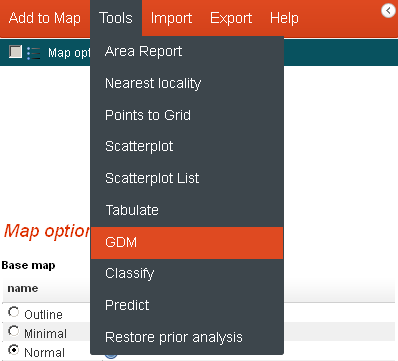 Add to Map Tools Import Export Help
Map opt
Area Report
Nearest locality
Points to Grid
Scatterplot
Scatterplot List
Tabulate
GDM
Classify
Predict
Restore prior analysis
Map option
Base map
name
Outline
Minimal
Normal